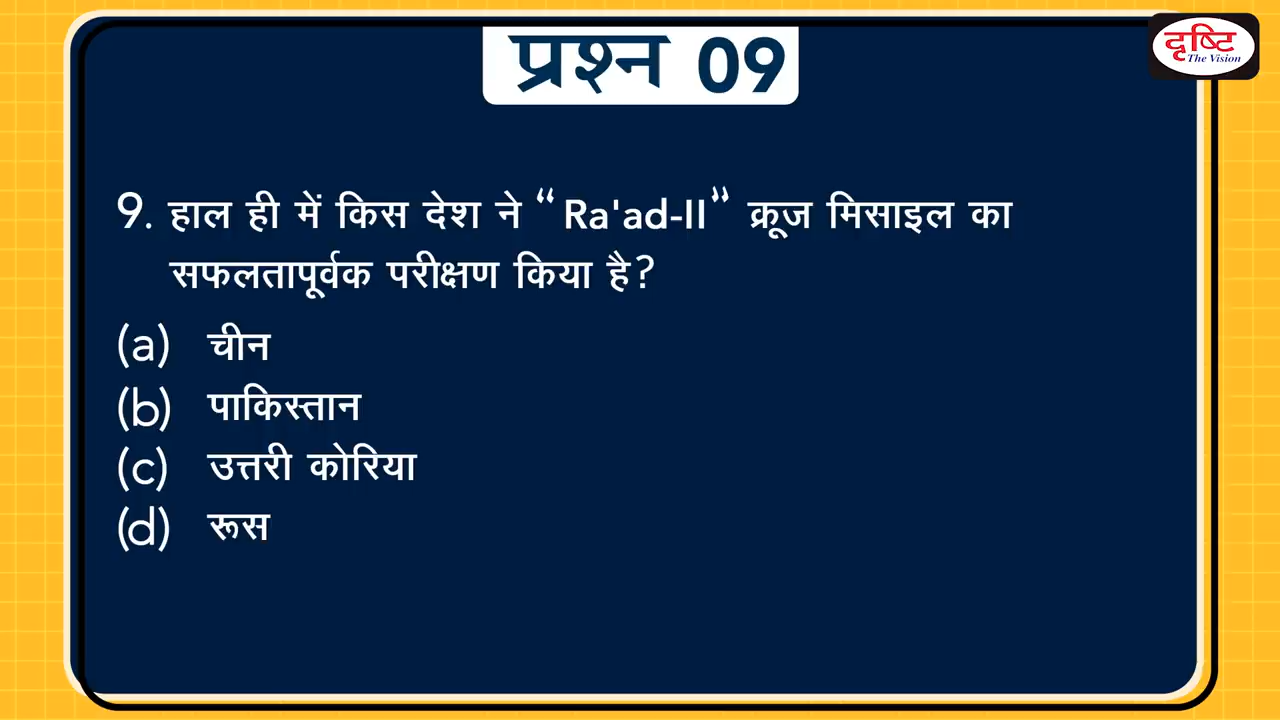 प्रश्न 09
दृष्टि
The Vision
9. हाल ही में किस देश ने “Ra'ad-II” क्रूज मिसाइल का
सफलतापूर्वक परीक्षण किया है?
(a) चीन
(b) पाकिस्तान
(c) उत्तरी कोरिया
(d) रूस